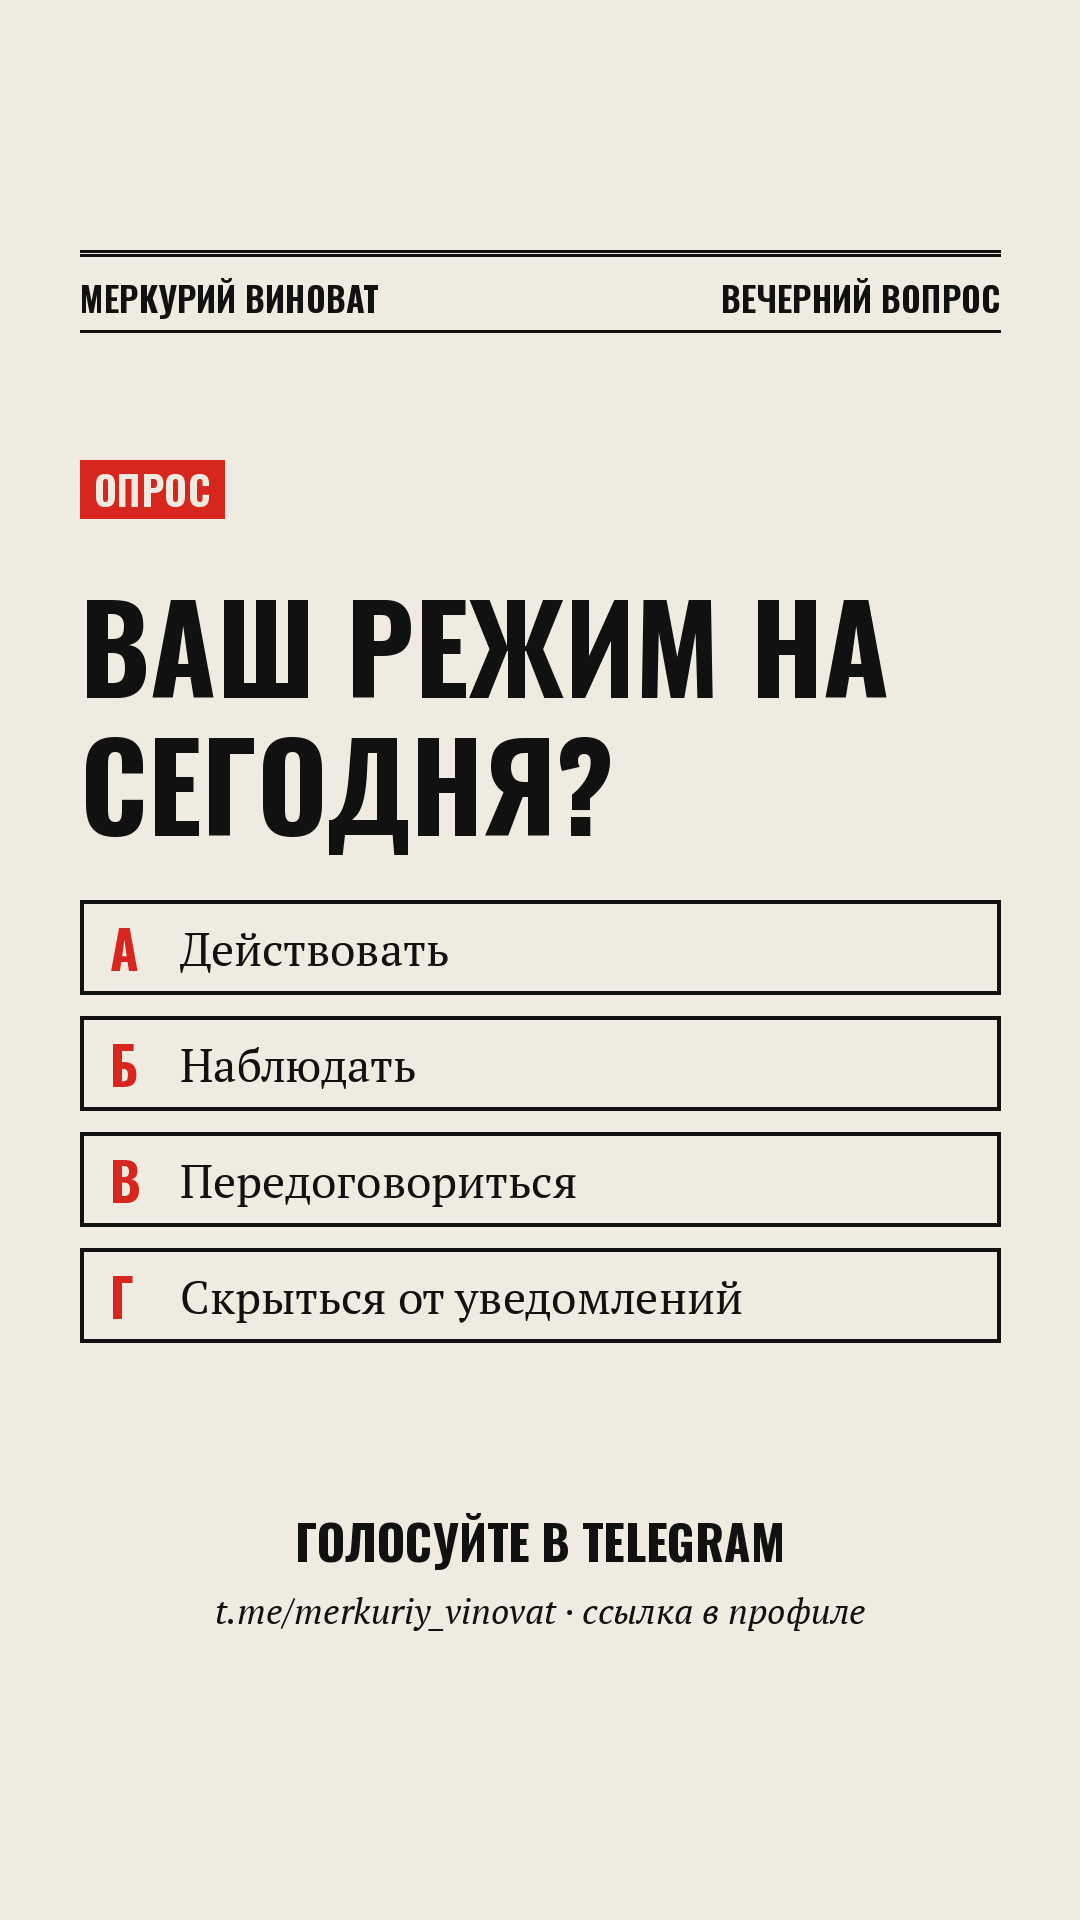 МЕРКУРИЙ ВИНОВАТ
ВЕЧЕРНИЙ ВОПРОС
ОПРОС
ВАШ РЕЖИМ НА
СЕГОДНЯ?
А Действовать
Б Наблюдать
В Передоговориться
Г Скрыться от уведомлений
ГОЛОСУЙТЕ В TELEGRAM
t.me/merkuriy_vinovat · ссылка в профиле